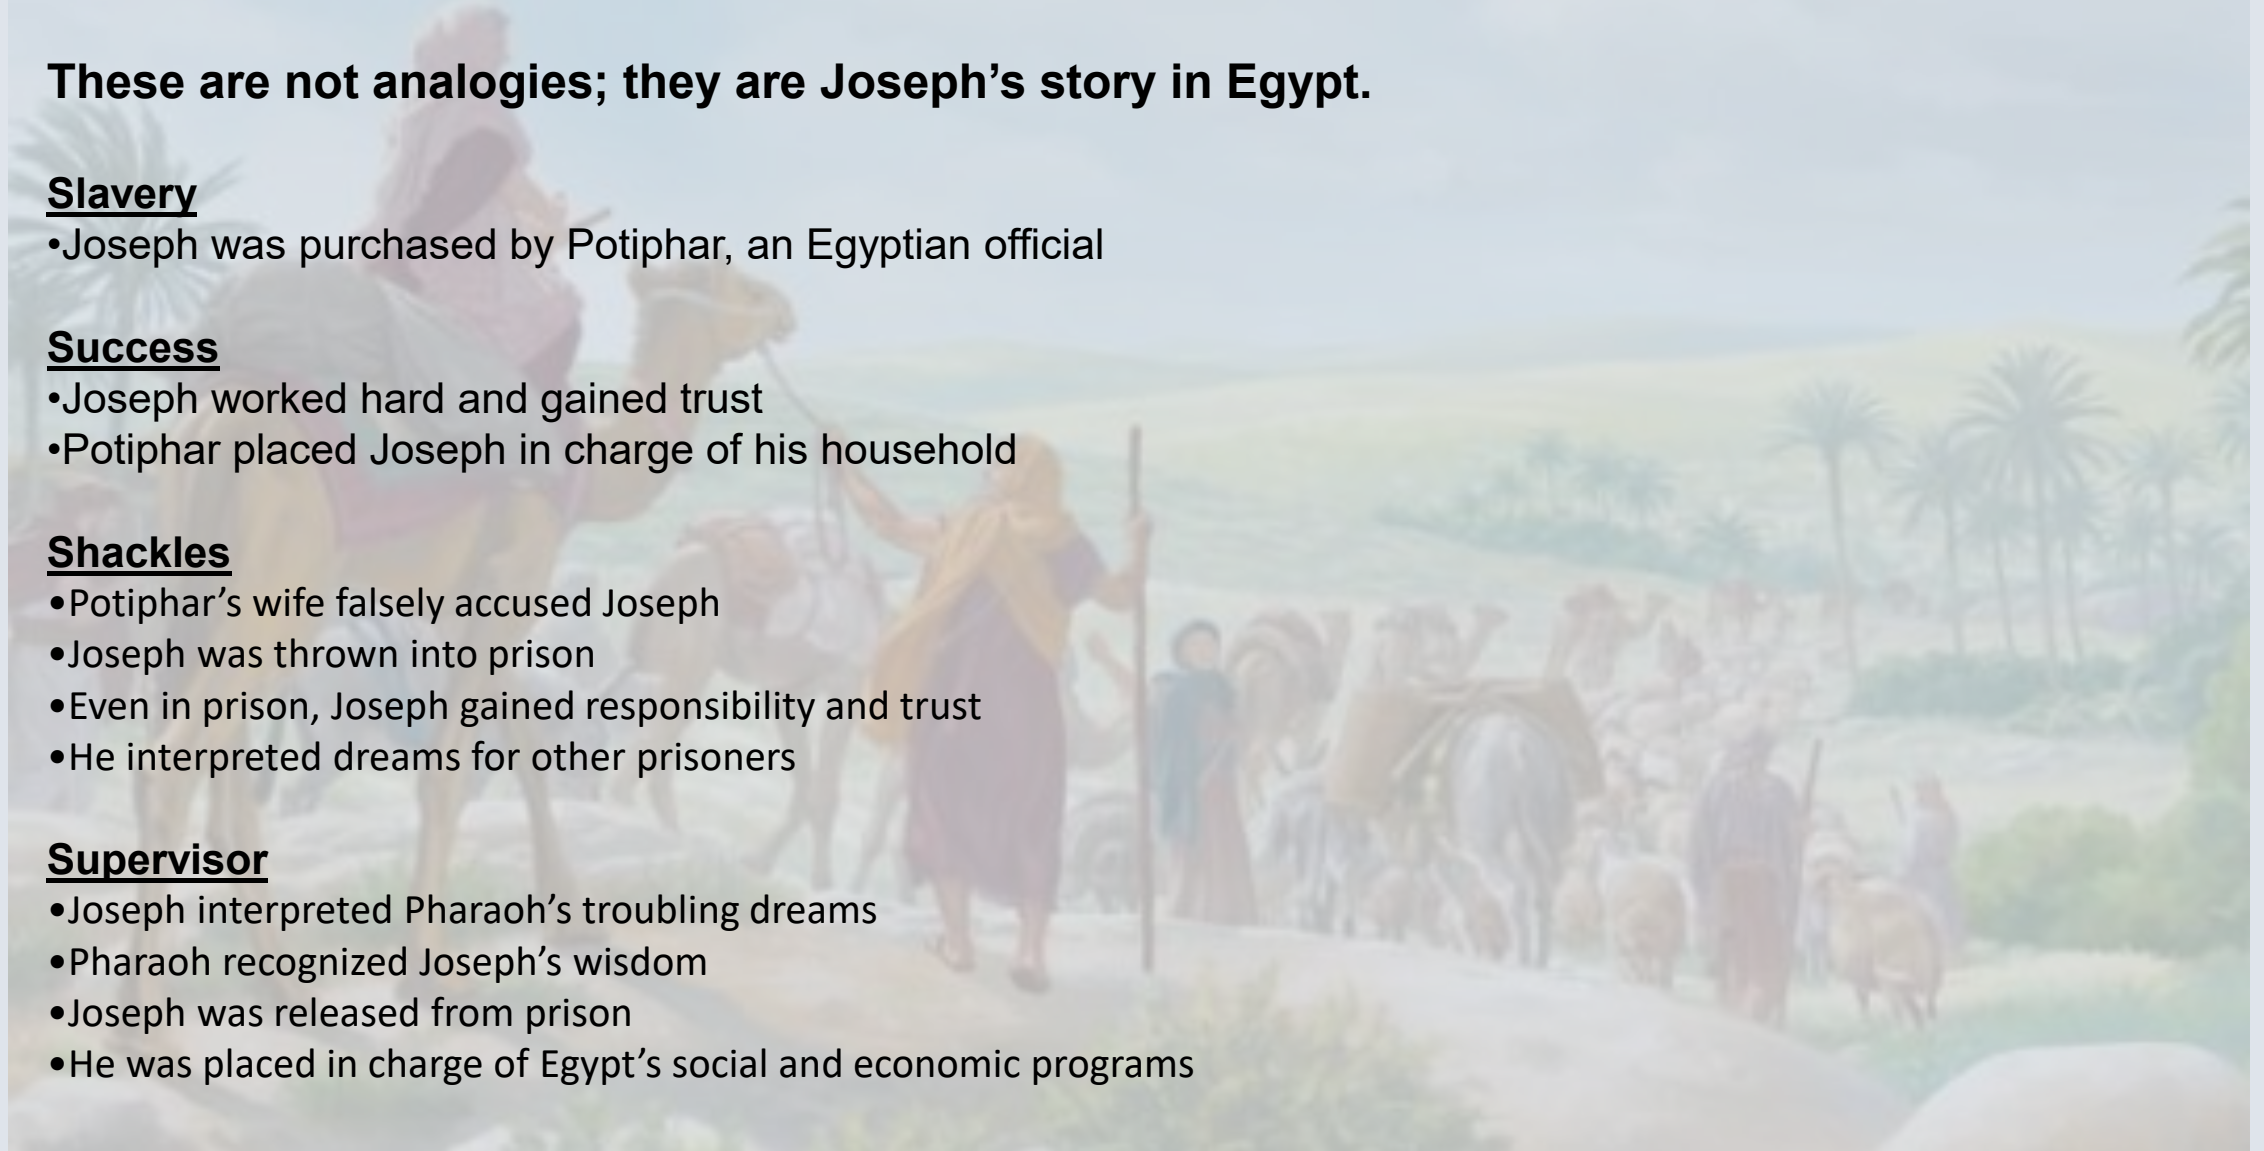 These are not analogies; they are Joseph’s story in Egypt.
Slavery
•Joseph was purchased by Potiphar, an Egyptian official
Success
•Joseph worked hard and gained trust
•Potiphar placed Joseph in charge of his household
Shackles
•Potiphar’s wife falsely accused Joseph
•Joseph was thrown into prison
•Even in prison, Joseph gained responsibility and trust
•He interpreted dreams for other prisoners
Supervisor
•Joseph interpreted Pharaoh’s troubling dreams
•Pharaoh recognized Joseph’s wisdom
•Joseph was released from prison
•He was placed in charge of Egypt’s social and economic programs